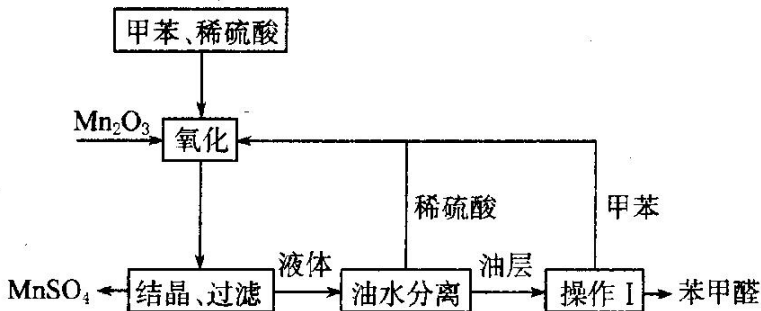 甲苯、稀硫酸
Mn₂O₃
氧化
稀硫酸
甲苯
MnSO₄
结晶、过滤
液体
油水分离
油层
操作Ⅰ
苯甲醛